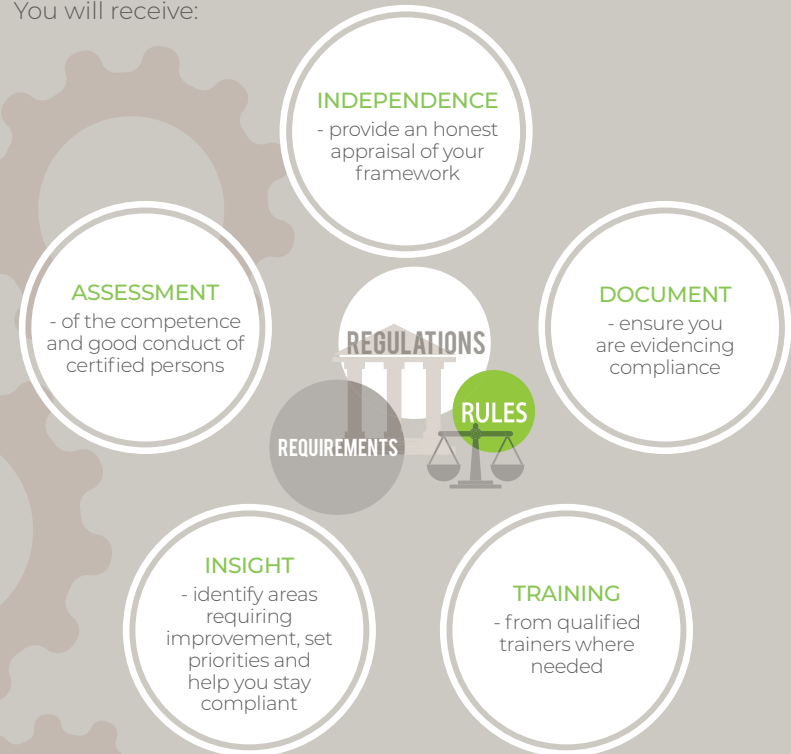 You will receive:
INDEPENDENCE
- provide an honest
appraisal of your
framework
ASSESSMENT
- of the competence
and good conduct of
certified persons
DOCUMENT
- ensure you
are evidencing
compliance
REGULATIONS
RULES
REQUIREMENTS
INSIGHT
- identify areas
requiring
improvement, set
priorities and
help you stay
compliant
TRAINING
- from qualified
trainers where
needed